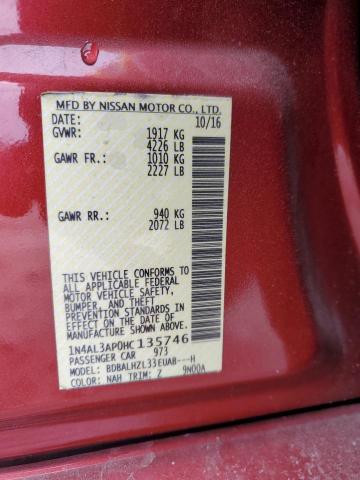 MFD BY NISSAN MOTOR CO., LTD.
DATE: 10/16
GVWR: 1917 KG
4226 LB
GAWR FR.: 1010 KG
2227 LB
GAWR RR.: 940 KG
2072 LB
THIS VEHICLE CONFORMS TO
ALL APPLICABLE FEDERAL
MOTOR VEHICLE SAFETY,
BUMPER, AND THEFT
PREVENTION STANDARDS IN
EFFECT ON THE DATE OF
MANUFACTURE SHOWN ABOVE.
1N4AL3AP0HC135746
PASSENGER CAR 973
MODEL: BDBALHZL33EUAB---H
COLOR: NAH TRIM: Z 9N00A